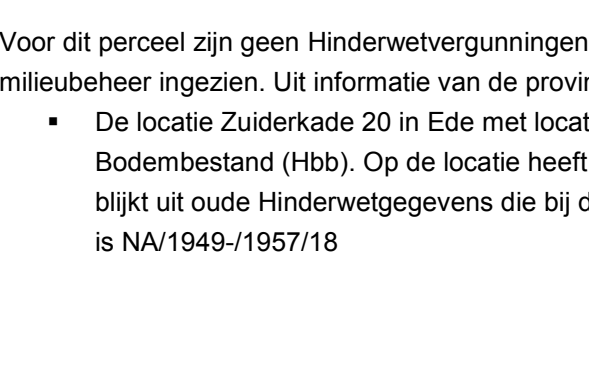 Voor dit perceel zijn geen Hinderwetvergunningen
milieubeheer ingezien. Uit informatie van de provi
▪ De locatie Zuiderkade 20 in Ede met locat
Bodembestand (Hbb). Op de locatie heeft
blijkt uit oude Hinderwetgegevens die bij d
is NA/1949-/1957/18